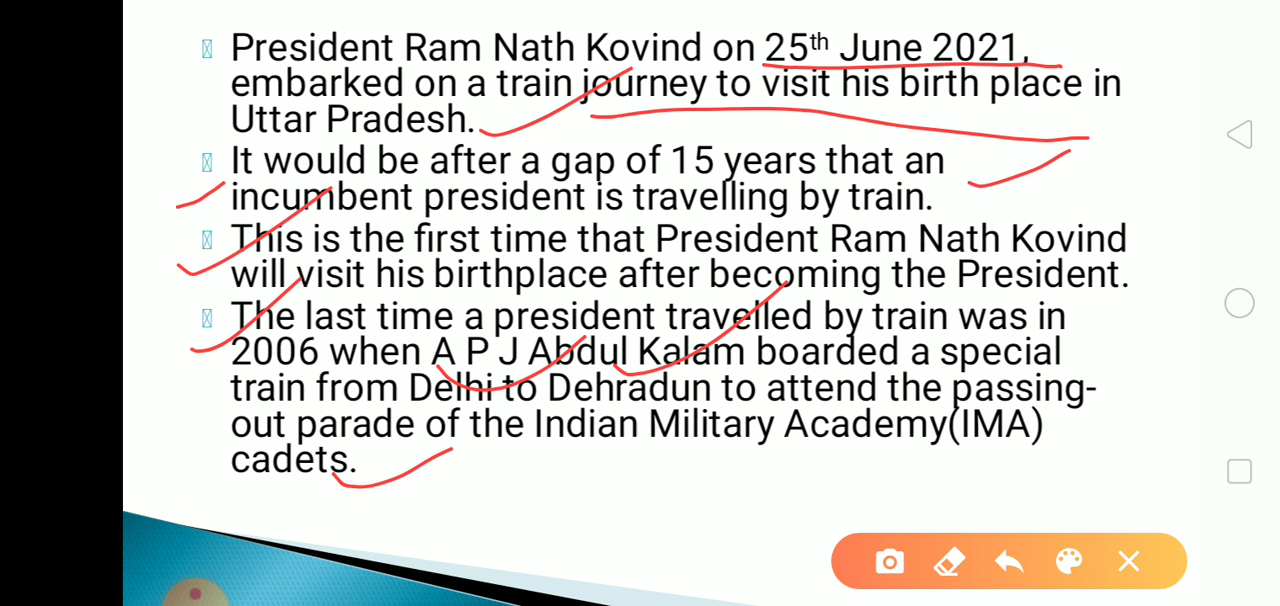 President Ram Nath Kovind on 25th June 2021,
embarked on a train journey to visit his birth place in
Uttar Pradesh.
It would be after a gap of 15 years that an
incumbent president is travelling by train.
This is the first time that President Ram Nath Kovind
will visit his birthplace after becoming the President.
The last time a president travelled by train was in
2006 when A P J Abdul Kalam boarded a special
train from Delhi to Dehradun to attend the passing-
out parade of the Indian Military Academy(IMA)
cadets.